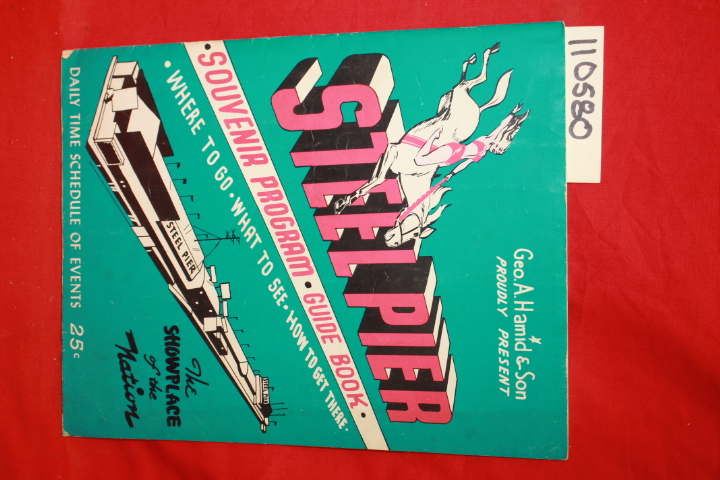 Geo. A. Hamid & Son
PROUDLY PRESENT
STEEL PIER
• SOUVENIR PROGRAM • GUIDE BOOK •
• WHERE TO GO • WHAT TO SEE • HOW TO GET THERE •
STEEL PIER
The
SHOWPLACE
of the
Nation
DAILY TIME SCHEDULE OF EVENTS 25¢
110580